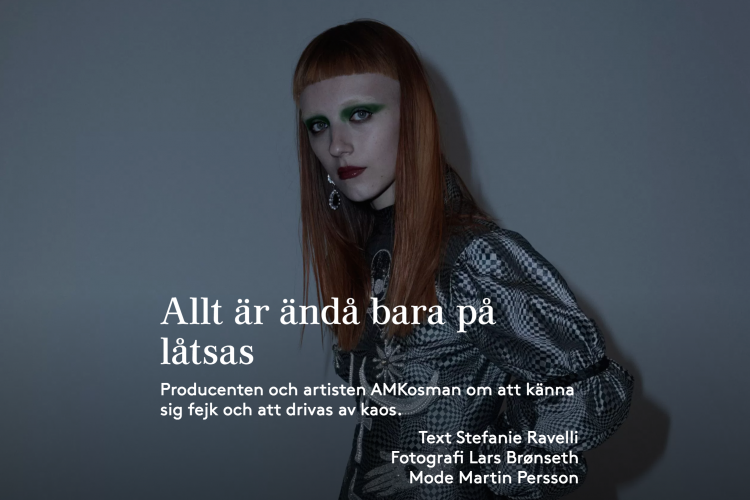 Allt är ändå bara på
låtsas
Producenten och artisten AMKosman om att känna
sig fejk och att drivas av kaos.
Text Stefanie Ravelli
Fotografi Lars Brønseth
Mode Martin Persson